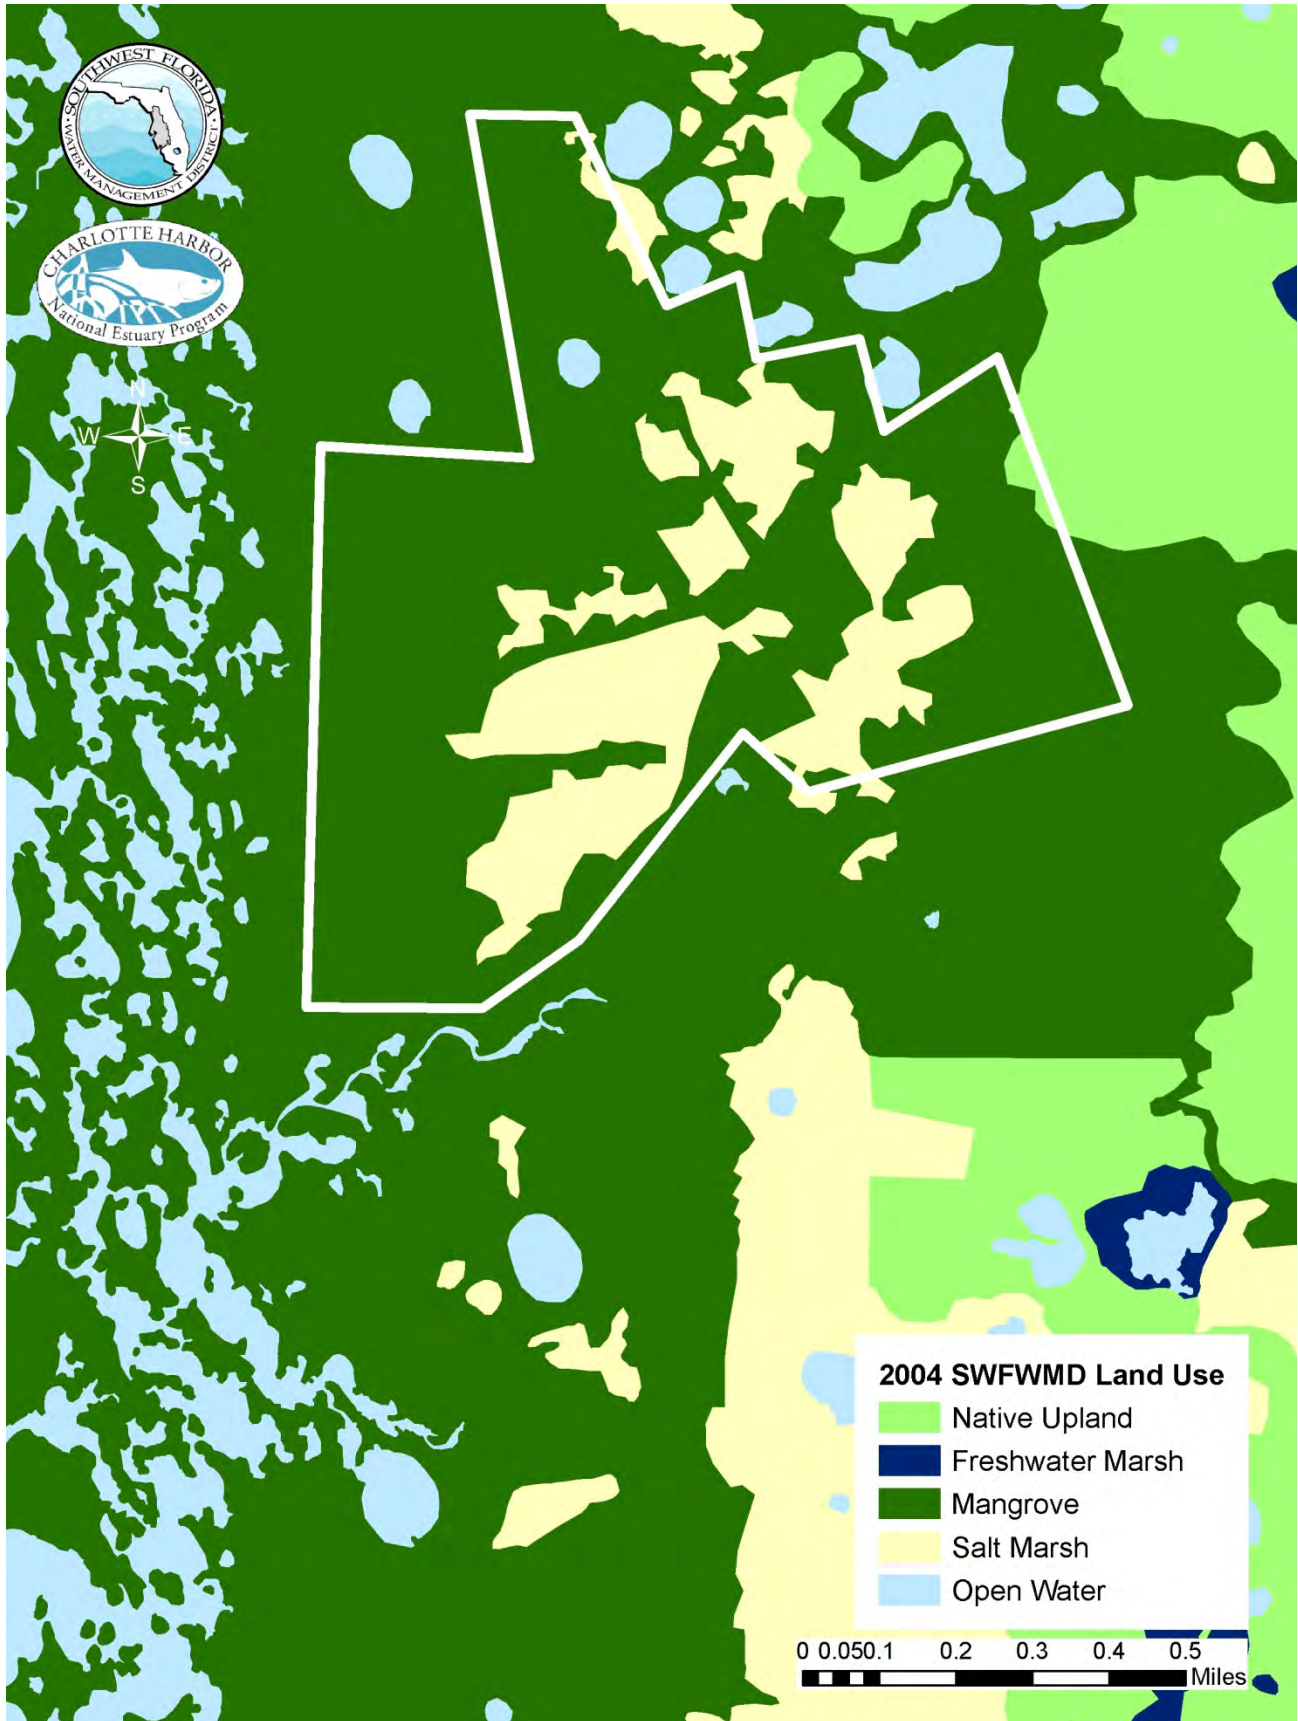 SOUTHWEST FLORIDA
WATER MANAGEMENT DISTRICT
CHARLOTTE HARBOR
National Estuary Program
N
W E
S
2004 SWFWMD Land Use
Native Upland
Freshwater Marsh
Mangrove
Salt Marsh
Open Water
0 0.050.1 0.2 0.3 0.4 0.5
Miles